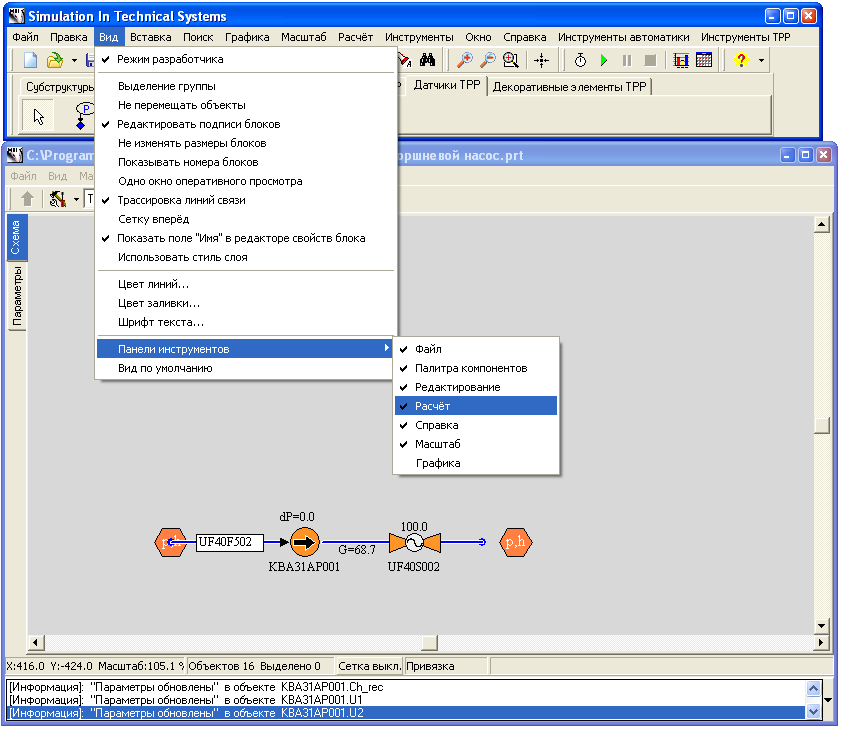 Simulation In Technical Systems
Файл Правка Вид Вставка Поиск Графика Масштаб Расчёт Инструменты Окно Справка Инструменты автоматики Инструменты ТРР
Режим разработчика
Выделение группы
Не перемещать объекты
Редактировать подписи блоков
Не изменять размеры блоков
Показывать номера блоков
Одно окно оперативного просмотра
Трассировка линий связи
Сетку вперёд
Показать поле "Имя" в редакторе свойств блока
Использовать стиль слоя
Цвет линий...
Цвет заливки...
Шрифт текста...
Панели инструментов
Вид по умолчанию
Файл
Палитра компонентов
Редактирование
Расчёт
Справка
Масштаб
Графика
Субструктуры Датчики ТРР Декоративные элементы ТРР
P
C:\Program оршневой насос.prt
Файл Вид Ма
T
Схема
Параметры
dP=0.0
100.0
p,h UF40F502 G=68.7 p,h
KBA31AP001 UF40S002
X:416.0 Y:-424.0 Масштаб:105.1 % Объектов 16 Выделено 0 Сетка выкл. Привязка
[Информация]: "Параметры обновлены" в объекте KBA31AP001.Ch_rec
[Информация]: "Параметры обновлены" в объекте KBA31AP001.U1
[Информация]: "Параметры обновлены" в объекте KBA31AP001.U2